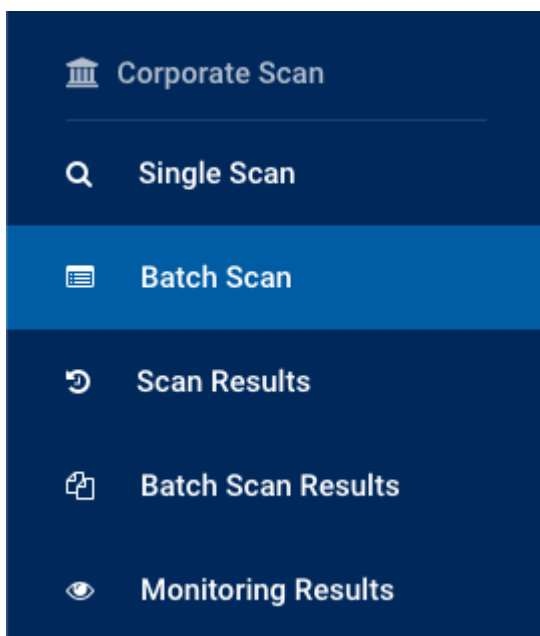 Corporate Scan
Single Scan
Batch Scan
Scan Results
Batch Scan Results
Monitoring Results